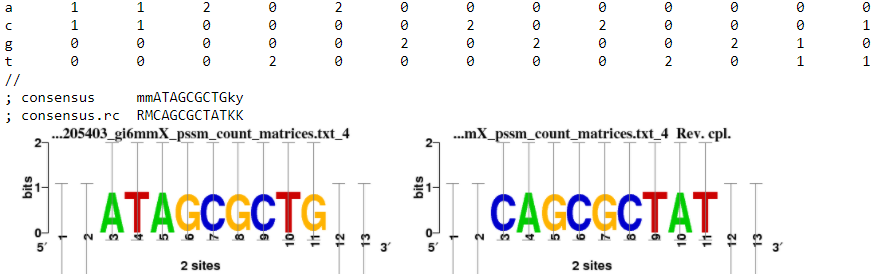 a 1 1 2 0 2 0 0 0 0 0 0 0 0
c 1 1 0 0 0 0 2 0 2 0 0 0 1
g 0 0 0 0 0 2 0 2 0 0 2 1 0
t 0 0 0 2 0 0 0 0 0 2 0 1 1
//
; consensus mmATAGCGCTGky
; consensus.rc RMCAGCGCTATKK
...205403_gi6mmX_pssm_count_matrices.txt_4 ...mX_pssm_count_matrices.txt_4 Rev. cpl.
2 2
bits bits
1 1
ATAGCGCTG CAGCGCTAT
0 0
5′ 1 2 3 4 5 6 7 8 9 10 11 12 13 3′ 5′ 1 2 3 4 5 6 7 8 9 10 11 12 13 3′
2 sites 2 sites